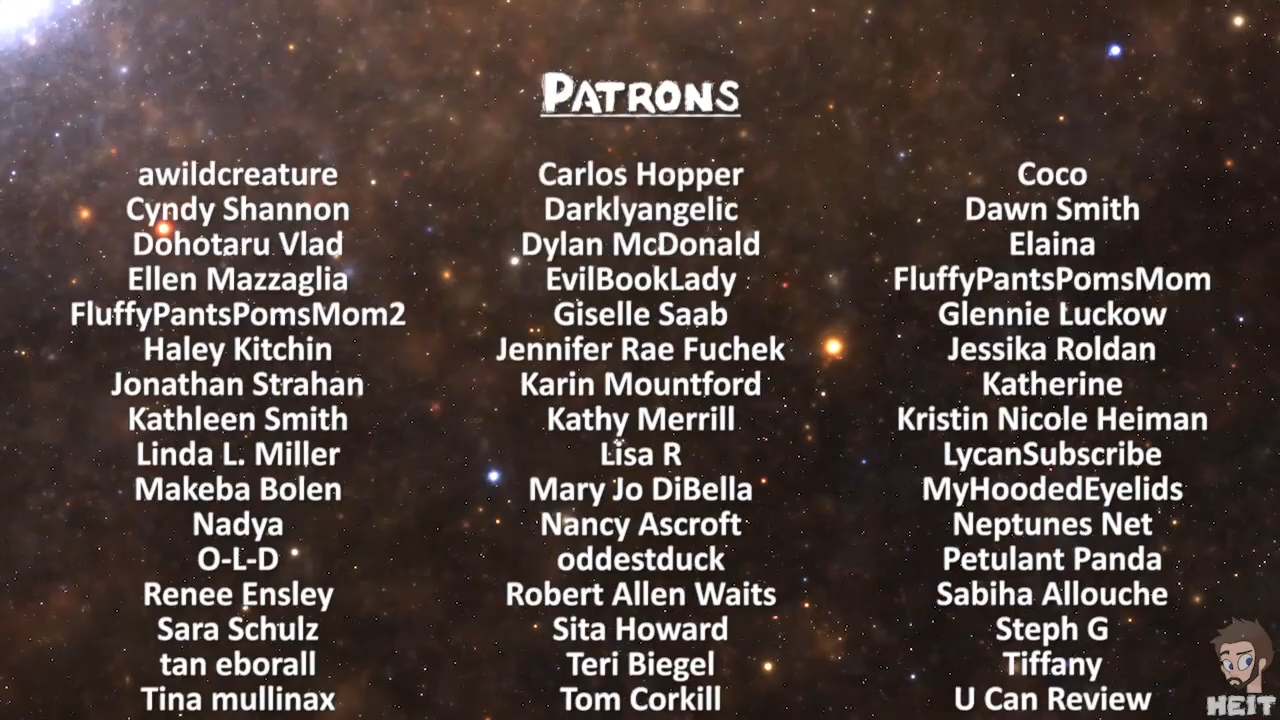 PATRONS
awildcreature Carlos Hopper Coco
Cyndy Shannon Darklyangelic Dawn Smith
Dohotaru Vlad Dylan McDonald Elaina
Ellen Mazzaglia EvilBookLady FluffyPantsPomsMom
FluffyPantsPomsMom2 Giselle Saab Glennie Luckow
Haley Kitchin Jennifer Rae Fuchek Jessika Roldan
Jonathan Strahan Karin Mountford Katherine
Kathleen Smith Kathy Merrill Kristin Nicole Heiman
Linda L. Miller Lisa R LycanSubscribe
Makeba Bolen Mary Jo DiBella MyHoodedEyelids
Nadya Nancy Ascroft Neptunes Net
O-L-D oddestduck Petulant Panda
Renee Ensley Robert Allen Waits Sabiha Allouche
Sara Schulz Sita Howard Steph G
tan eborall Teri Biegel Tiffany
Tina mullinax Tom Corkill U Can Review
HEIT